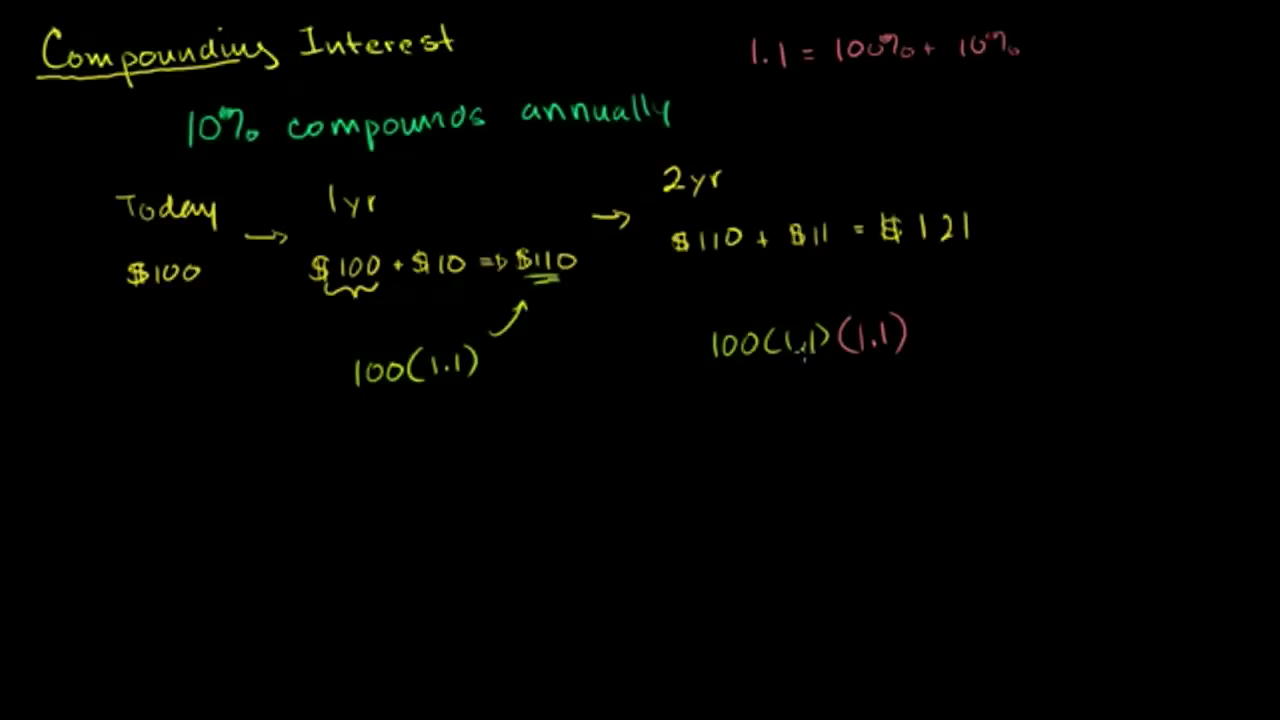 Compounding Interest
1.1 = 100% + 10%
10% compounds annually
Today
1yr
2yr
$100
$100 + $10 => $110
$110 + $11 = $121
100(1.1)
100(1.1)(1.1)